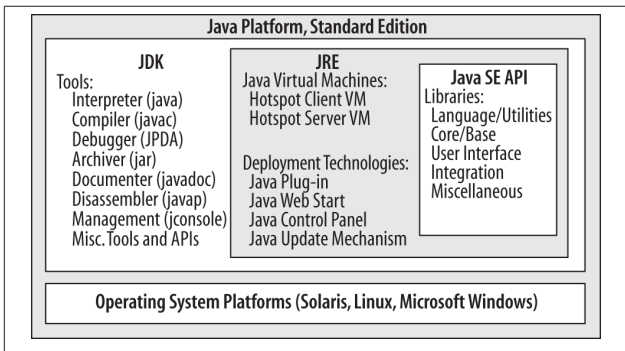 Java Platform, Standard Edition
JDK
Tools:
Interpreter (java)
Compiler (javac)
Debugger (JPDA)
Archiver (jar)
Documenter (javadoc)
Disassembler (javap)
Management (jconsole)
Misc. Tools and APIs
JRE
Java Virtual Machines:
Hotspot Client VM
Hotspot Server VM
Deployment Technologies:
Java Plug-in
Java Web Start
Java Control Panel
Java Update Mechanism
Java SE API
Libraries:
Language/Utilities
Core/Base
User Interface
Integration
Miscellaneous
Operating System Platforms (Solaris, Linux, Microsoft Windows)